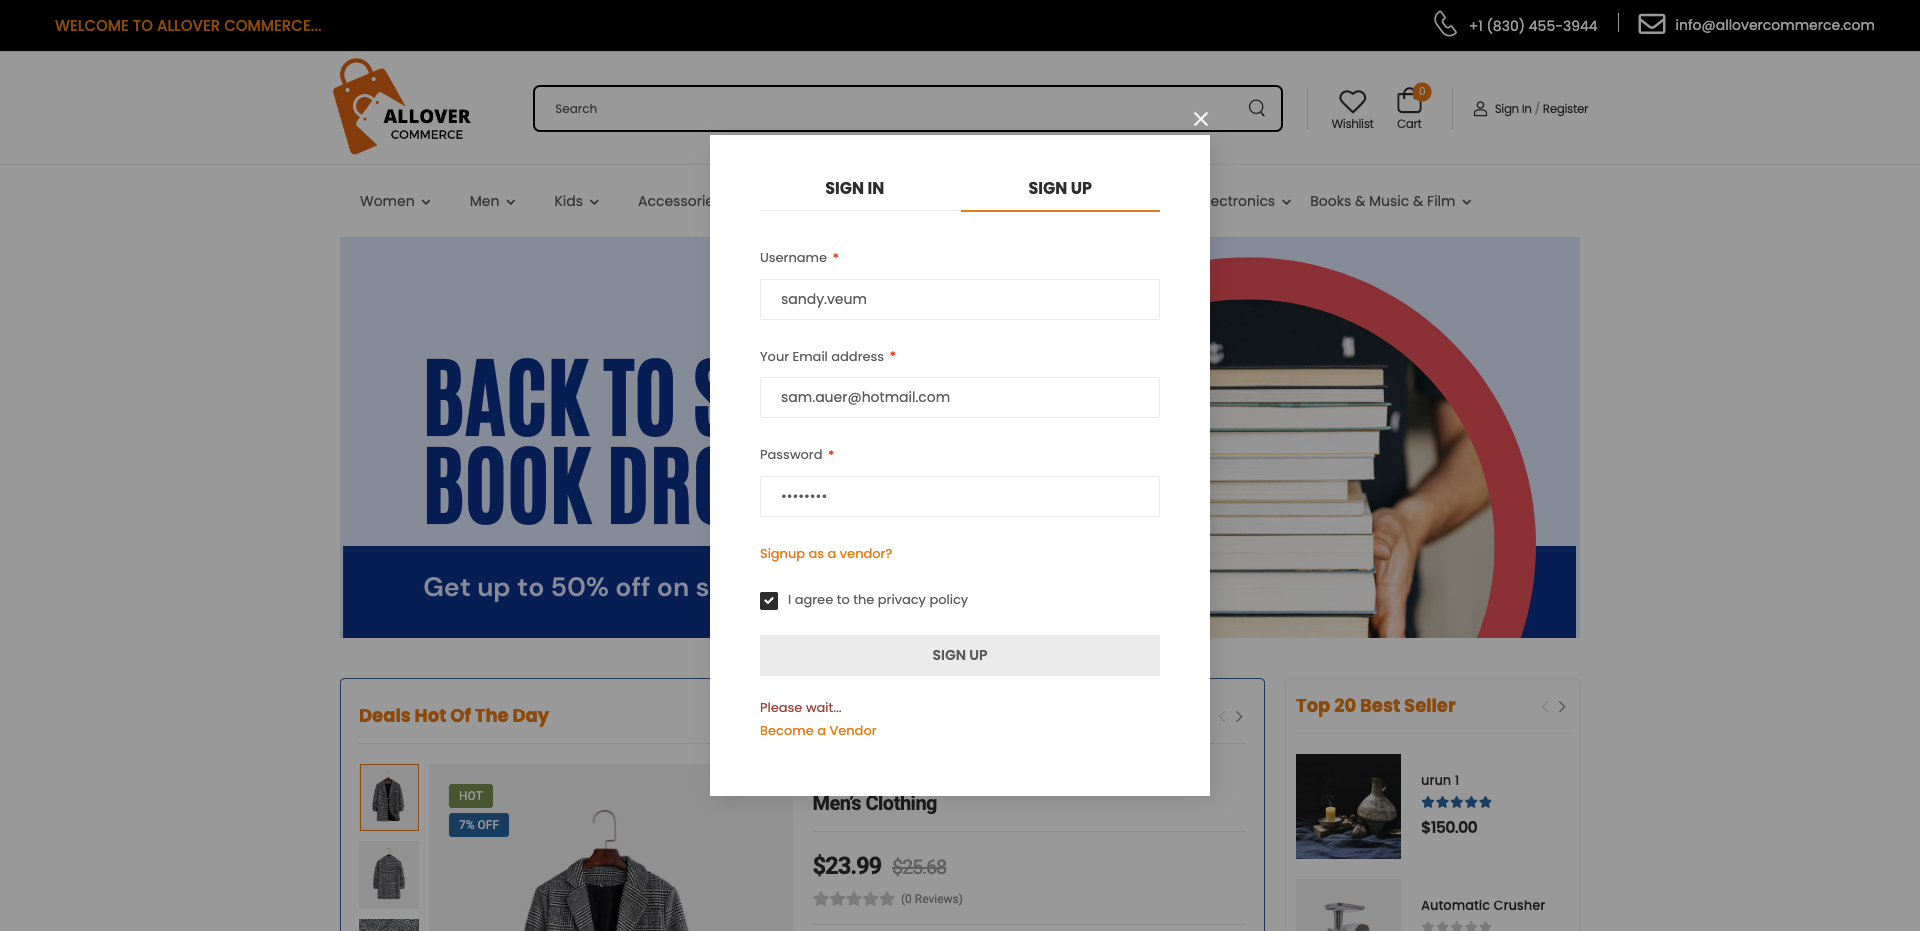 WELCOME TO ALLOVER COMMERCE...
+1 (830) 455-3944
info@allovercommerce.com
ALLOVER
COMMERCE
Search
Wishlist
0
Cart
Sign In / Register
Women
Men
Kids
Accessorie
ectronics
Books & Music & Film
SIGN IN
SIGN UP
Username *
sandy.veum
Your Email address *
sam.auer@hotmail.com
Password *
••••••••
Signup as a vendor?
I agree to the privacy policy
SIGN UP
Please wait...
Become a Vendor
BACK TO S
BOOK DRO
Get up to 50% off on s
Deals Hot Of The Day
HOT
7% OFF
Men's Clothing
$23.99 $25.68
(0 Reviews)
Top 20 Best Seller
urun 1
$150.00
Automatic Crusher